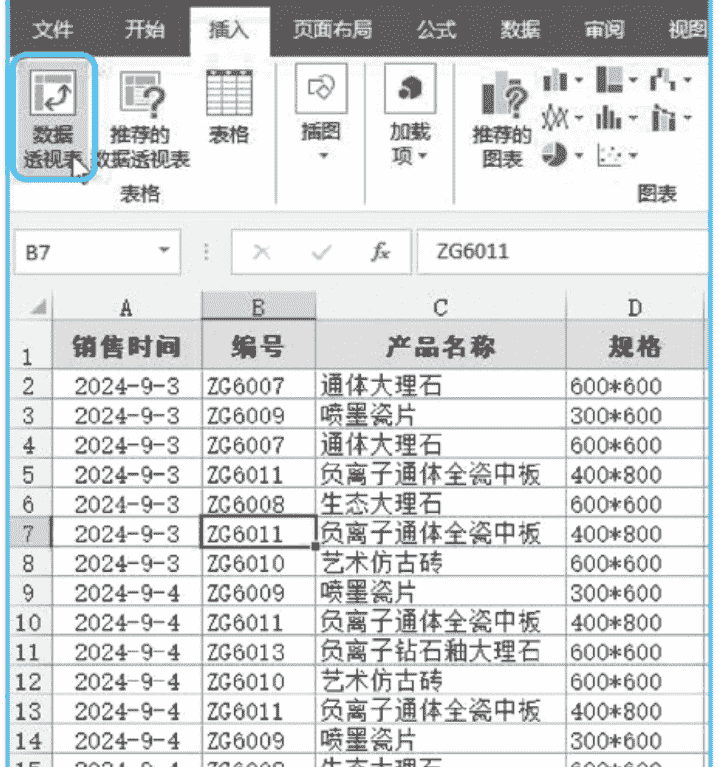 文件 开始 插入 页面布局 公式 数据 审阅 视图
数据 推荐的 表格 插图 加载 推荐的
透视表 数据透视表 项 图表
表格 图表
B7 fx ZG6011
A B C D
1 销售时间 编号 产品名称 规格
2 2024-9-3 ZG6007 通体大理石 600*600
3 2024-9-3 ZG6009 喷墨瓷片 300*600
4 2024-9-3 ZG6007 通体大理石 600*600
5 2024-9-3 ZG6011 负离子通体全瓷中板 400*800
6 2024-9-3 ZG6008 生态大理石 600*600
7 2024-9-3 ZG6011 负离子通体全瓷中板 400*800
8 2024-9-3 ZG6010 艺术仿古砖 600*600
9 2024-9-4 ZG6009 喷墨瓷片 300*600
10 2024-9-4 ZG6011 负离子通体全瓷中板 400*800
11 2024-9-4 ZG6013 负离子钻石釉大理石 600*600
12 2024-9-4 ZG6010 艺术仿古砖 600*600
13 2024-9-4 ZG6011 负离子通体全瓷中板 400*800
14 2024-9-4 ZG6009 喷墨瓷片 300*600